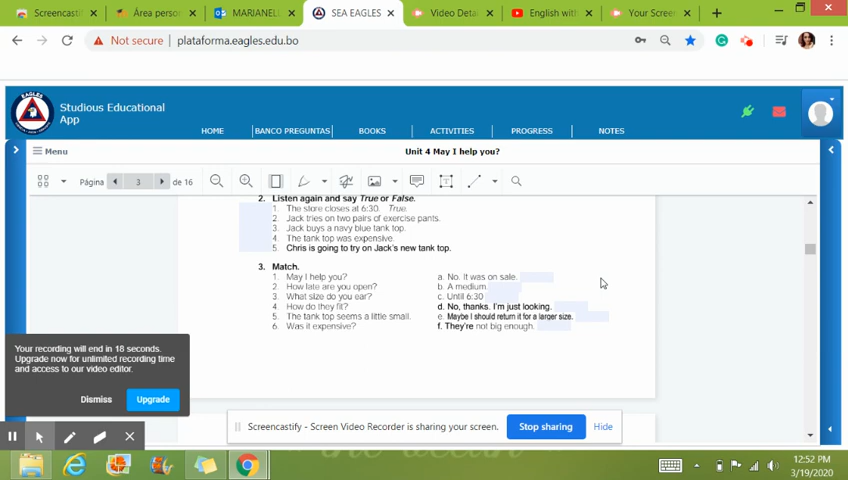 Screencastify
Área person
MARIANELL
SEA EAGLES
Video Detai
English with
Your Screen
Not secure | plataforma.eagles.edu.bo
EAGLES
Studious Educational
App
HOME
BANCO PREGUNTAS
BOOKS
ACTIVITIES
PROGRESS
NOTES
Menu
Unit 4 May I help you?
Página
3
de 16
2. Listen again and say True or False.
1. The store closes at 6:30. True.
2. Jack tries on two pairs of exercise pants.
3. Jack buys a navy blue tank top.
4. The tank top was expensive.
5. Chris is going to try on Jack's new tank top.
3. Match.
1. May I help you?
a. No. It was on sale.
2. How late are you open?
b. A medium.
3. What size do you ear?
c. Until 6:30
4. How do they fit?
d. No, thanks. I'm just looking.
5. The tank top seems a little small.
e. Maybe I should return it for a larger size.
6. Was it expensive?
f. They're not big enough.
Your recording will end in 18 seconds.
Upgrade now for unlimited recording time
and access to our video editor.
Dismiss
Upgrade
Screencastify - Screen Video Recorder is sharing your screen.
Stop sharing
Hide
12:52 PM
3/19/2020